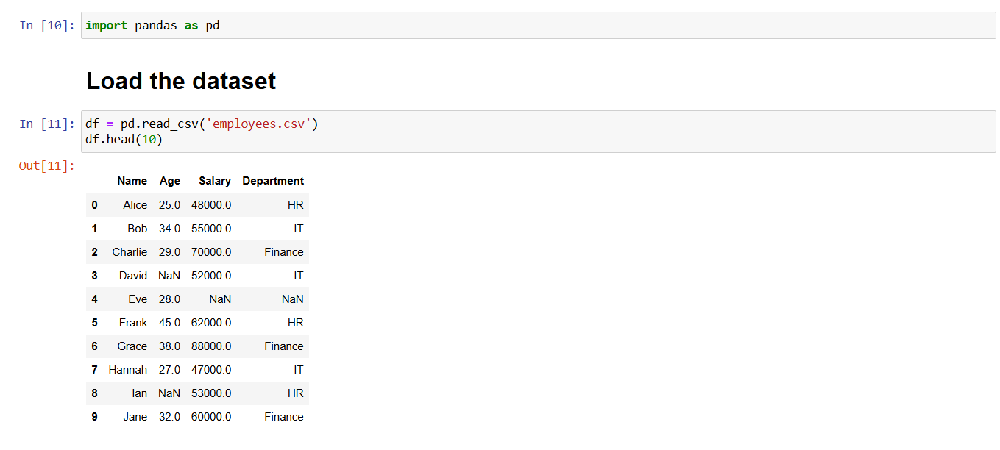 In [10]: import pandas as pd
Load the dataset
In [11]: df = pd.read_csv('employees.csv')
df.head(10)
Out[11]:
Name Age Salary Department
0 Alice 25.0 48000.0 HR
1 Bob 34.0 55000.0 IT
2 Charlie 29.0 70000.0 Finance
3 David NaN 52000.0 IT
4 Eve 28.0 NaN NaN
5 Frank 45.0 62000.0 HR
6 Grace 38.0 88000.0 Finance
7 Hannah 27.0 47000.0 IT
8 Ian NaN 53000.0 HR
9 Jane 32.0 60000.0 Finance